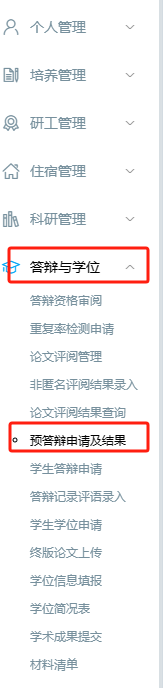 个人管理
培养管理
研工管理
住宿管理
科研管理
答辩与学位
答辩资格审阅
重复率检测申请
论文评阅管理
非匿名评阅结果录入
论文评阅结果查询
预答辩申请及结果
学生答辩申请
答辩记录评语录入
学生学位申请
终版论文上传
学位信息填报
学位简况表
学术成果提交
材料清单